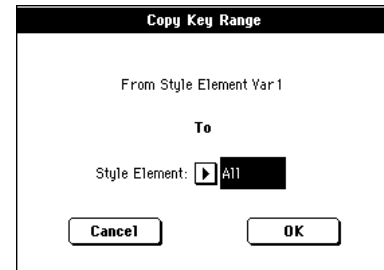 Copy Key Range
From Style Element Var1
To
Style Element: All
Cancel OK